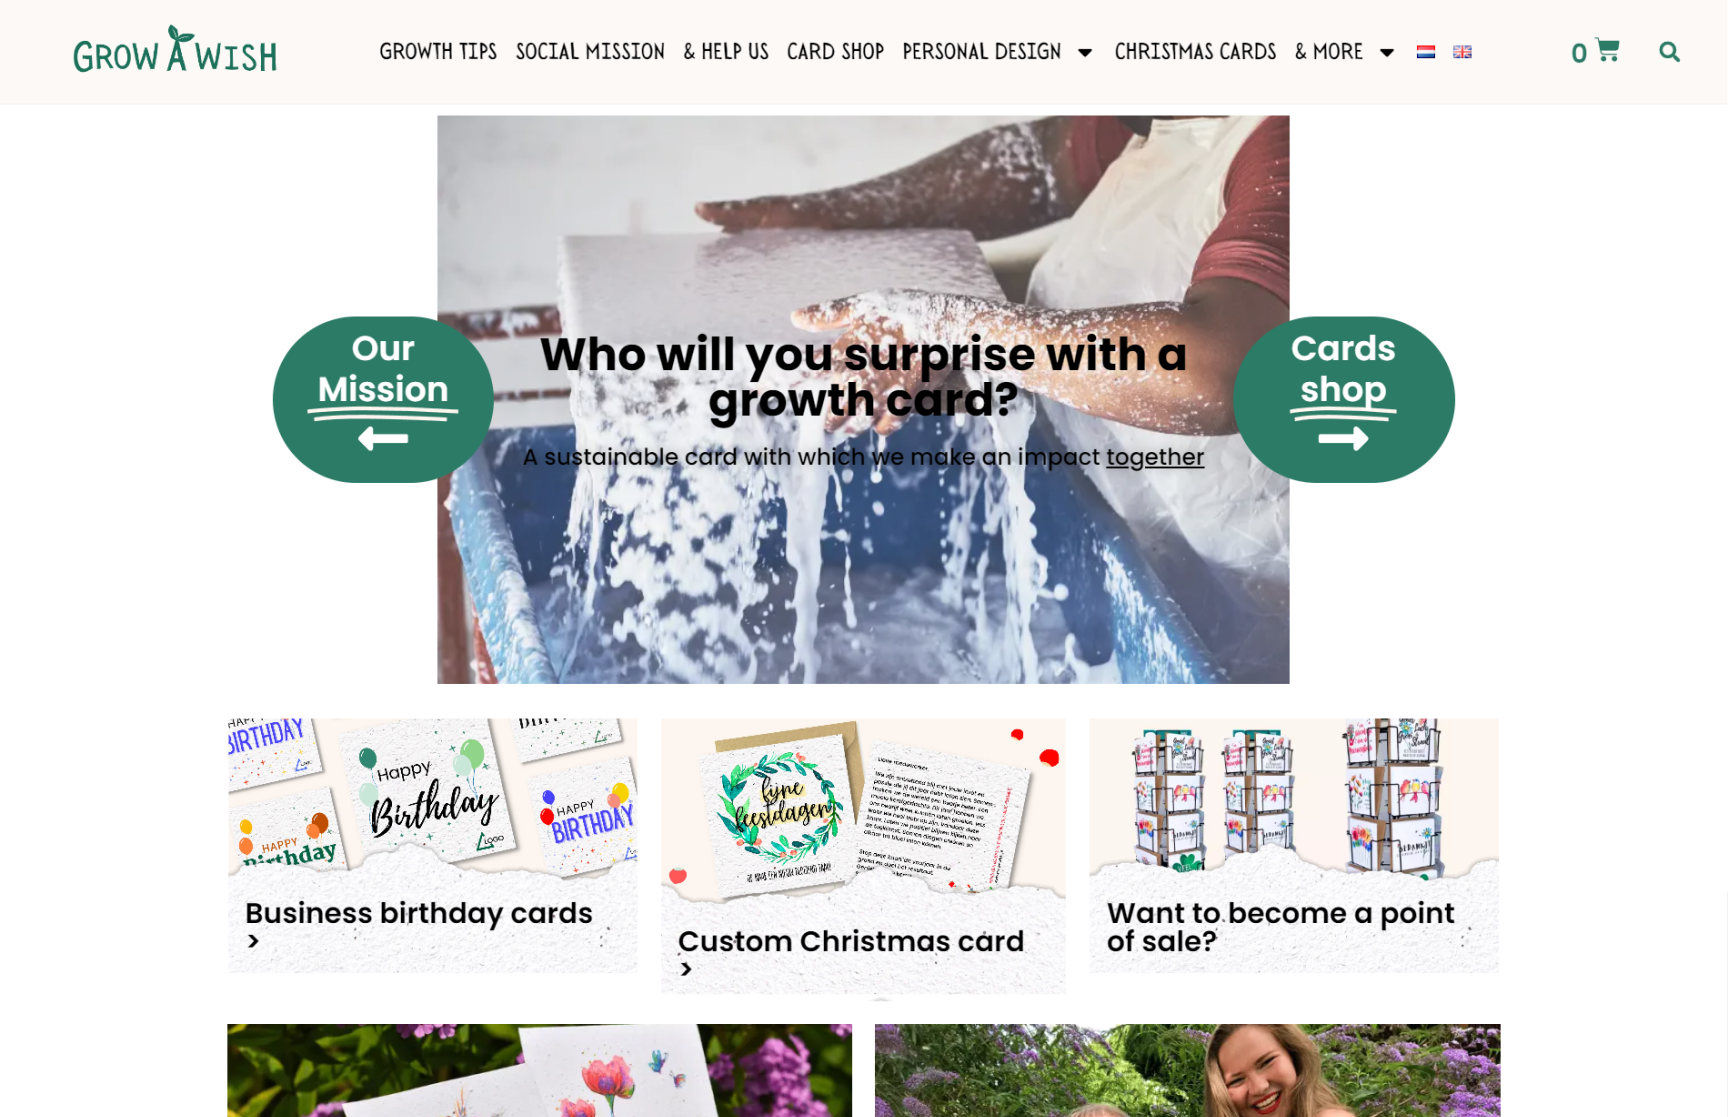 GROW A WISH
GROWTH TIPS
SOCIAL MISSION
& HELP US
CARD SHOP
PERSONAL DESIGN
CHRISTMAS CARDS
& MORE
0
Our
Mission
Who will you surprise with a
growth card?
A sustainable card with which we make an impact together
Cards
shop
HAPPY
BIRTHDAY
Happy
Birthday
LOGO
HAPPY
BIRTHDAY
HAPPY
Birthday
Business birthday cards
>
fijne
feestdagen
Custom Christmas card
>
Want to become a point
of sale?